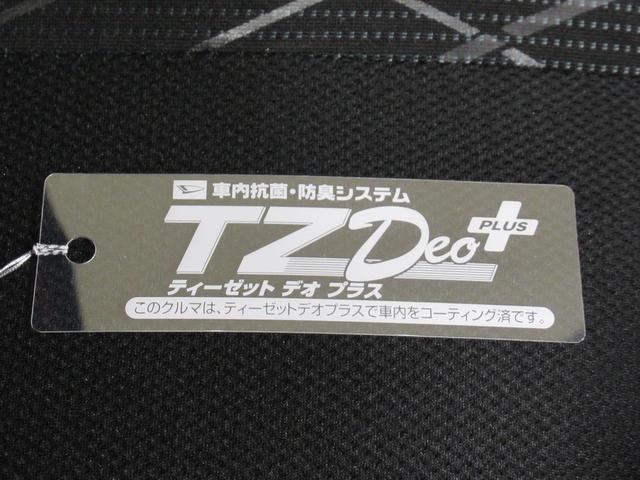 車内抗菌・防臭システム
TZ Deo PLUS
ティーゼット デオ プラス
このクルマは、ティーゼットデオプラスで車内をコーティング済です。